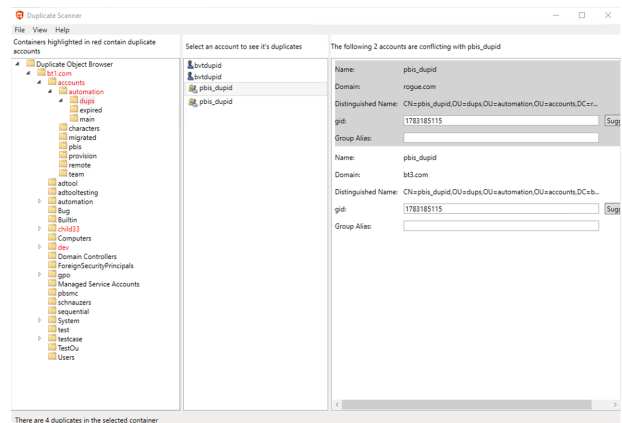 Duplicate Scanner
File View Help
Containers highlighted in red contain duplicate
accounts
Duplicate Object Browser
bt1.com
accounts
automation
dups
expired
main
characters
migrated
pbis
provision
remote
team
adtool
adtooltesting
automation
Bug
Builtin
child33
Computers
dev
Domain Controllers
ForeignSecurityPrincipals
gpo
Managed Service Accounts
pbsmc
schnauzers
sequential
System
test
testcase
TestOu
Users
Select an account to see it's duplicates
bvtdupid
bvtdupid
pbis_dupid
pbis_dupid
The following 2 accounts are conflicting with pbis_dupid
Name: pbis_dupid
Domain: rogue.com
Distinguished Name: CN=pbis_dupid,OU=dups,OU=automation,OU=accounts,DC=r...
gid: 1783185115 Sugg
Group Alias:
Name: pbis_dupid
Domain: bt3.com
Distinguished Name: CN=pbis_dupid,OU=dups,OU=automation,OU=accounts,DC=b...
gid: 1783185115 Sugg
Group Alias:
There are 4 duplicates in the selected container